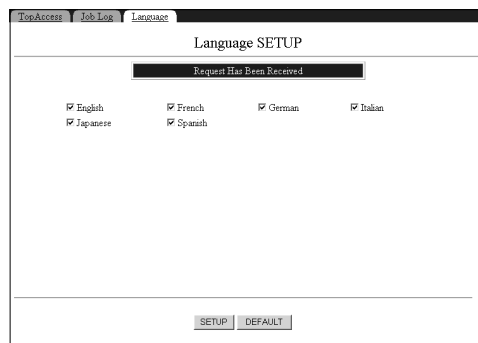 TopAccess Job Log Language
Language SETUP
Request Has Been Received
English French German Italian
Japanese Spanish
SETUP DEFAULT